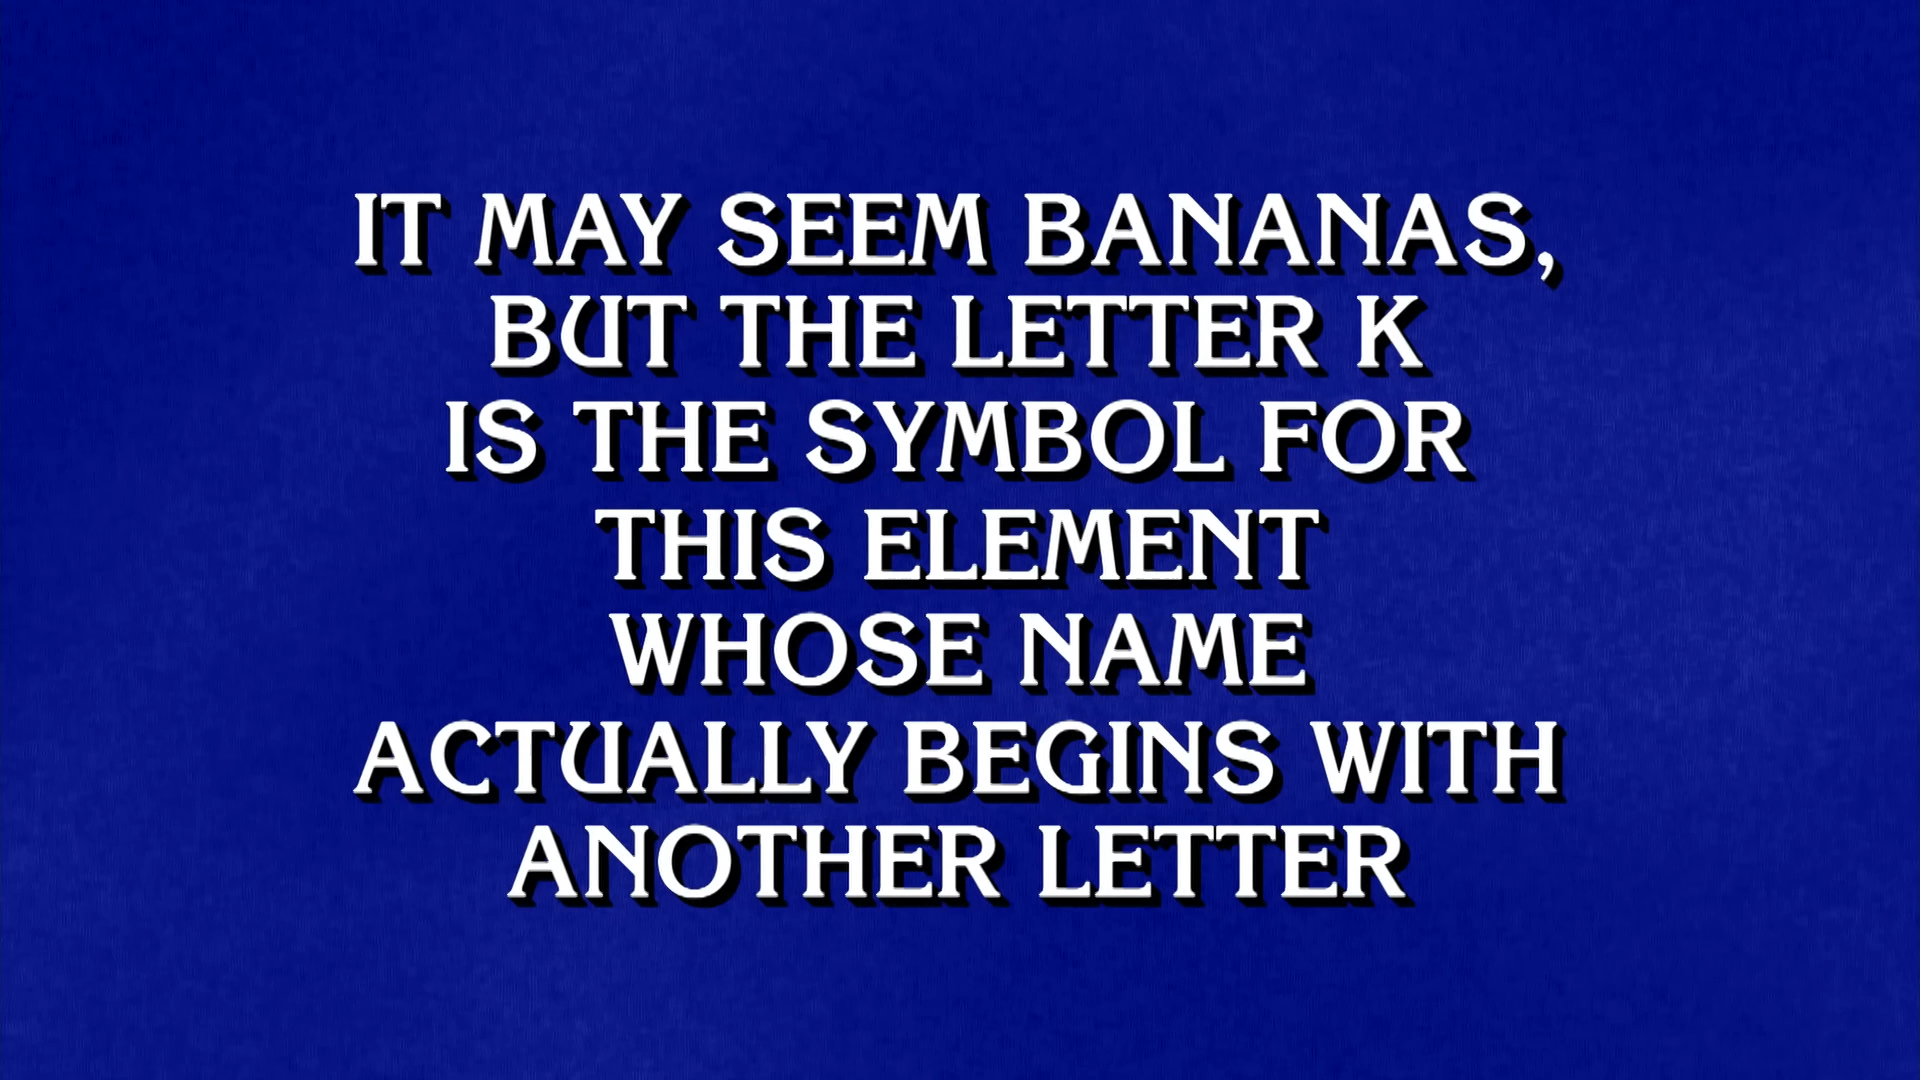 IT MAY SEEM BANANAS,
BUT THE LETTER K
IS THE SYMBOL FOR
THIS ELEMENT
WHOSE NAME
ACTUALLY BEGINS WITH
ANOTHER LETTER